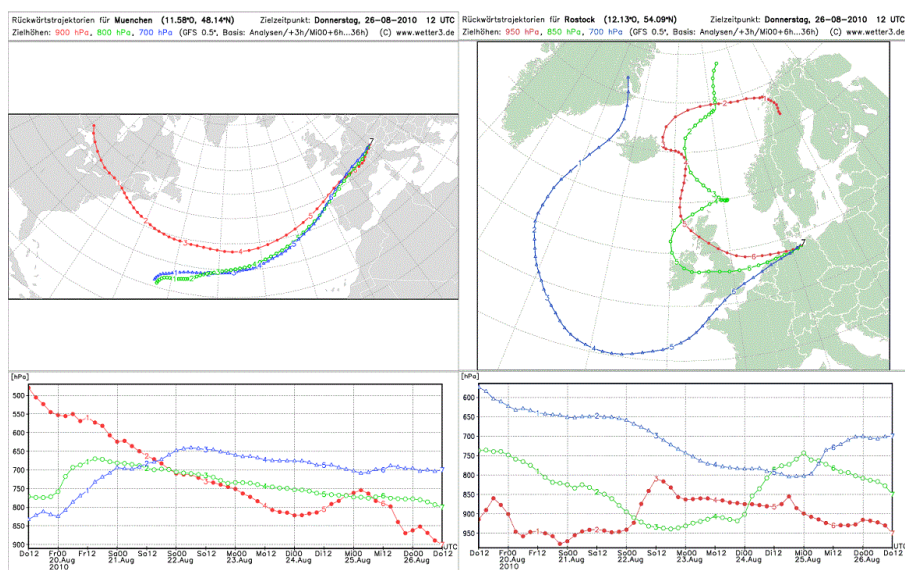 Rückwärtstrajektorien für Muenchen (11.58°O, 48.14°N) Zielzeitpunkt: Donnerstag, 26-08-2010 12 UTC
Zielhöhen: 900 hPa, 800 hPa, 700 hPa (GFS 0.5°, Basis: Analysen/+3h/Mi00+6h...36h) (C) www.wetter3.de
Rückwärtstrajektorien für Rostock (12.13°O, 54.09°N) Zielzeitpunkt: Donnerstag, 26-08-2010 12 UTC
Zielhöhen: 950 hPa, 850 hPa, 700 hPa (GFS 0.5°, Basis: Analysen/+3h/Mi00+6h...36h) (C) www.wetter3.de
7
7
[hPa]
500
550
600
650
700
750
800
850
900
Do12 Fr00 Fr12 Sa00 Sa12 So00 So12 Mo00 Mo12 Di00 Di12 Mi00 Mi12 Do00 Do12
UTC
20.Aug 21.Aug 22.Aug 23.Aug 24.Aug 25.Aug 26.Aug
2010
[hPa]
600
650
700
750
800
850
900
950
Do12 Fr00 Fr12 Sa00 Sa12 So00 So12 Mo00 Mo12 Di00 Di12 Mi00 Mi12 Do00 Do12
UTC
20.Aug 21.Aug 22.Aug 23.Aug 24.Aug 25.Aug 26.Aug
2010